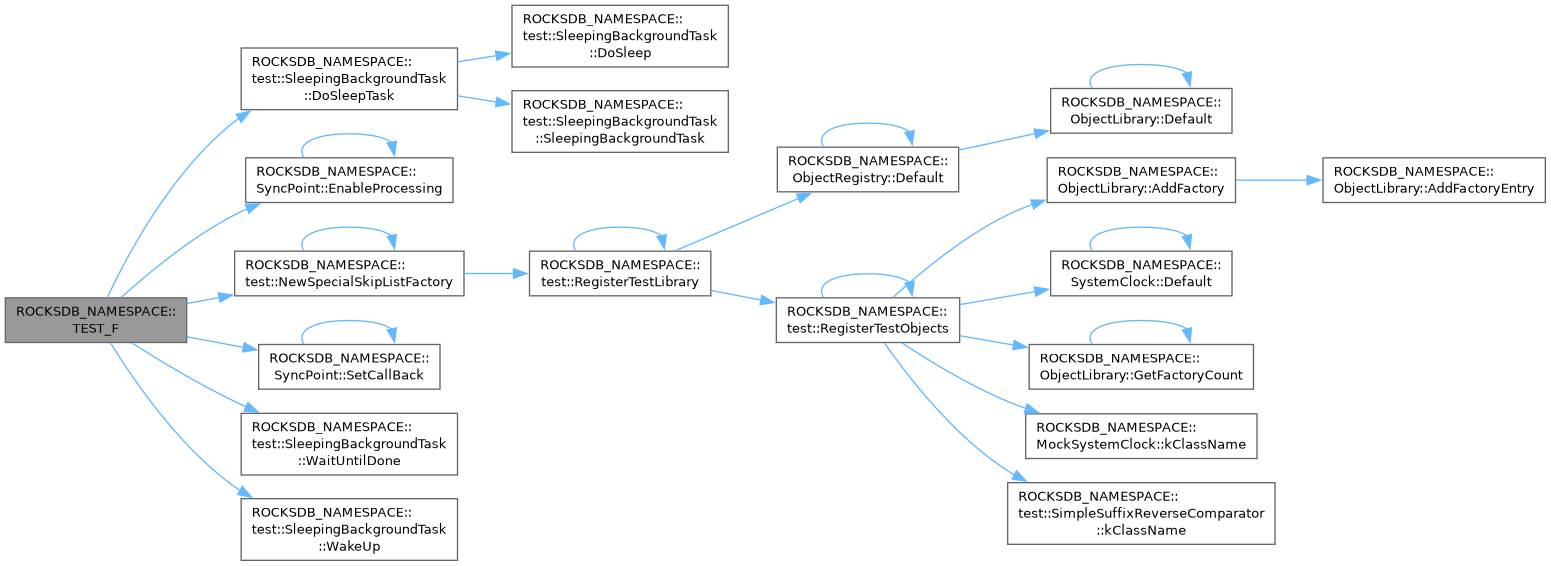 ROCKSDB_NAMESPACE::
TEST_F
ROCKSDB_NAMESPACE::
test::SleepingBackgroundTask
::DoSleepTask
ROCKSDB_NAMESPACE::
test::SleepingBackgroundTask
::DoSleep
ROCKSDB_NAMESPACE::
test::SleepingBackgroundTask
::SleepingBackgroundTask
ROCKSDB_NAMESPACE::
SyncPoint::EnableProcessing
ROCKSDB_NAMESPACE::
test::NewSpecialSkipListFactory
ROCKSDB_NAMESPACE::
test::RegisterTestLibrary
ROCKSDB_NAMESPACE::
ObjectRegistry::Default
ROCKSDB_NAMESPACE::
ObjectLibrary::Default
ROCKSDB_NAMESPACE::
test::RegisterTestObjects
ROCKSDB_NAMESPACE::
ObjectLibrary::AddFactory
ROCKSDB_NAMESPACE::
ObjectLibrary::AddFactoryEntry
ROCKSDB_NAMESPACE::
SystemClock::Default
ROCKSDB_NAMESPACE::
ObjectLibrary::GetFactoryCount
ROCKSDB_NAMESPACE::
MockSystemClock::kClassName
ROCKSDB_NAMESPACE::
test::SimpleSuffixReverseComparator
::kClassName
ROCKSDB_NAMESPACE::
SyncPoint::SetCallBack
ROCKSDB_NAMESPACE::
test::SleepingBackgroundTask
::WaitUntilDone
ROCKSDB_NAMESPACE::
test::SleepingBackgroundTask
::WakeUp